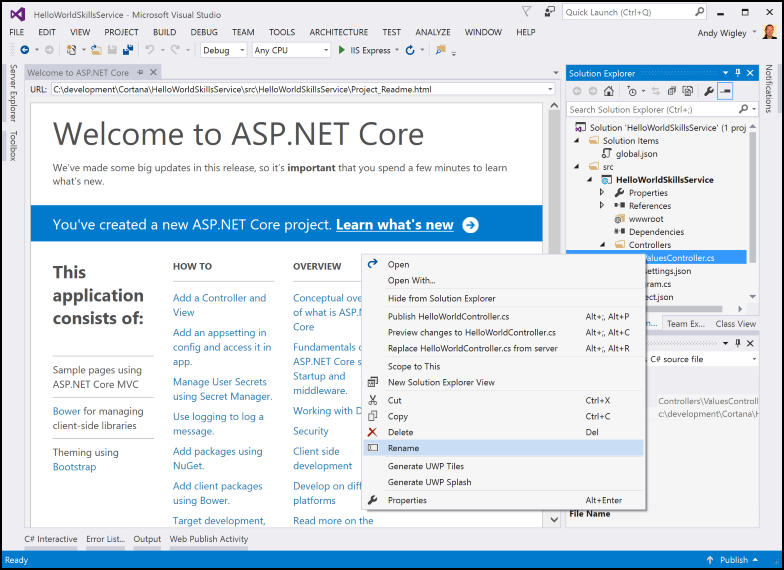 HelloWorldSkillsService - Microsoft Visual Studio
Quick Launch (Ctrl+Q)
FILE EDIT VIEW PROJECT BUILD DEBUG TEAM TOOLS ARCHITECTURE TEST ANALYZE WINDOW HELP
Andy Wigley
Debug Any CPU IIS Express
Server Explorer
Toolbox
Welcome to ASP.NET Core
URL: C:\development\Cortana\HelloWorldSkillsService\src\HelloWorldSkillsService\Project_Readme.html
Welcome to ASP.NET Core
We've made some big updates in this release, so it's important that you spend a few minutes to learn
what's new.
You've created a new ASP.NET Core project. Learn what's new
This
application
consists of:
Sample pages using
ASP.NET Core MVC
Bower for managing
client-side libraries
Theming using
Bootstrap
HOW TO
Add a Controller and
View
Add an appsetting in
config and access it in
app.
Manage User Secrets
using Secret Manager.
Use logging to log a
message.
Add packages using
NuGet.
Add client packages
using Bower.
Target development,
OVERVIEW
Conceptual ove
of what is ASP.N
Core
Fundamentals o
ASP.NET Core s
Startup and
middleware.
Working with D
Security
Client side
development
Develop on diff
platforms
Read more on the
Open
Open With...
Hide from Solution Explorer
Publish HelloWorldController.cs Alt+;, Alt+P
Preview changes to HelloWorldController.cs Alt+;, Alt+C
Replace HelloWorldController.cs from server Alt+;, Alt+R
Scope to This
New Solution Explorer View
Cut Ctrl+X
Copy Ctrl+C
Delete Del
Rename
Generate UWP Tiles
Generate UWP Splash
Properties Alt+Enter
Solution Explorer
Search Solution Explorer (Ctrl+;)
Solution 'HelloWorldSkillsService' (1 proj
Solution Items
global.json
src
HelloWorldSkillsService
Properties
References
wwwroot
Dependencies
Controllers
ValuesController.cs
settings.json
gram.cs
ect.json
n... Team Ex... Class View
C# source file
Controllers\ValuesContro
c:\development\Cortana\H
File Name
Notifications
C# Interactive Error List... Output Web Publish Activity
Ready
Publish